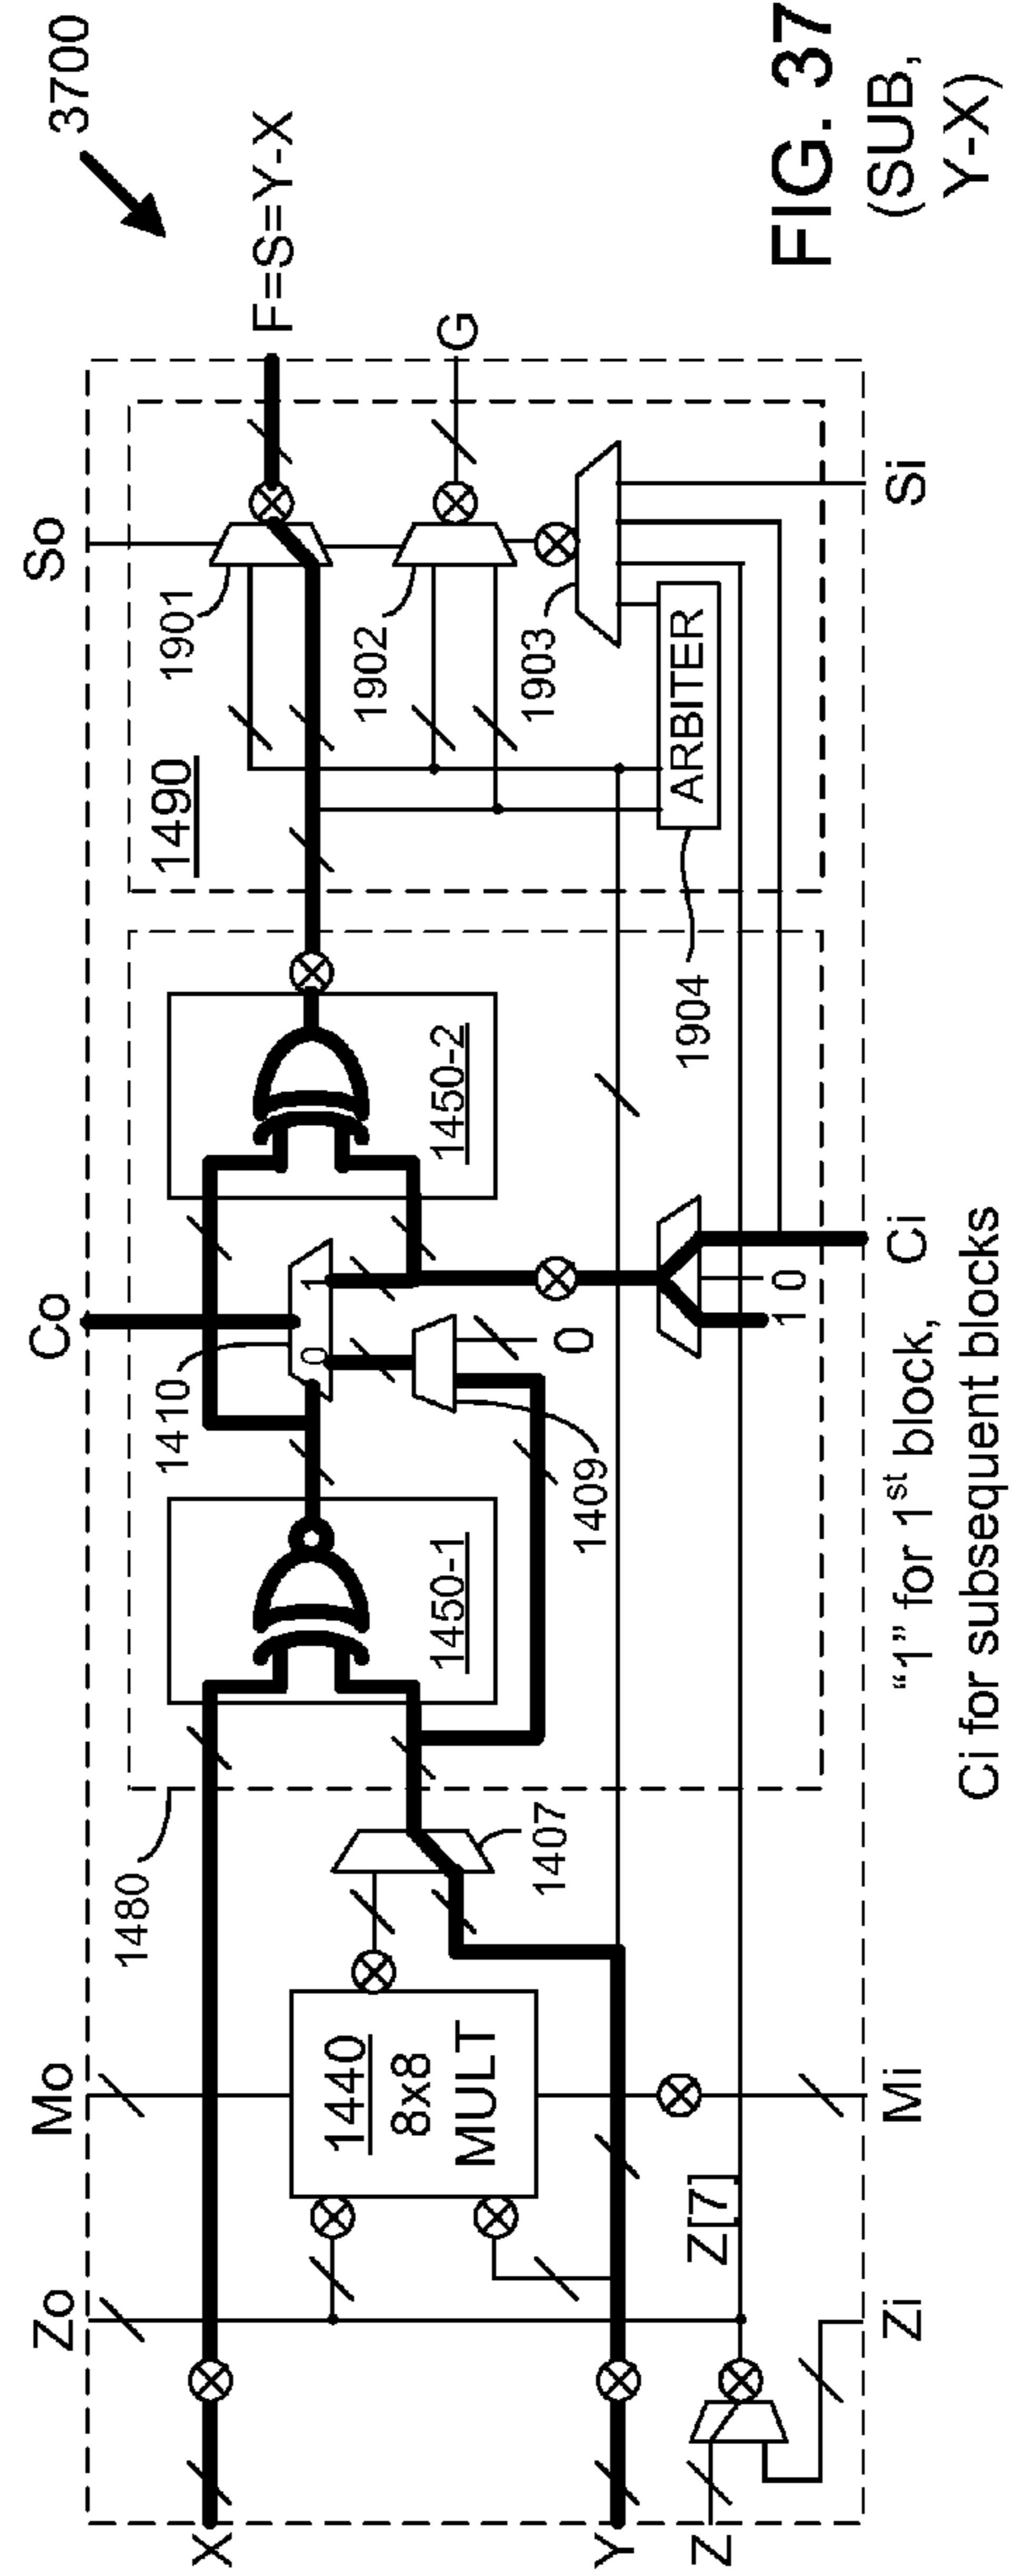 3700
So
Co
Mo
Zo
1901
F=S=Y-X
1490
1410
1480
1902
G
0
1
1450-2
1450-1
1440
8x8
MULT
1407
1409
0
1903
ARBITER
1904
X
Y
Z
Z[7]
1
0
Zi
Mi
Ci
Si
"1" for 1st block,
Ci for subsequent blocks
FIG. 37
(SUB,
Y-X)